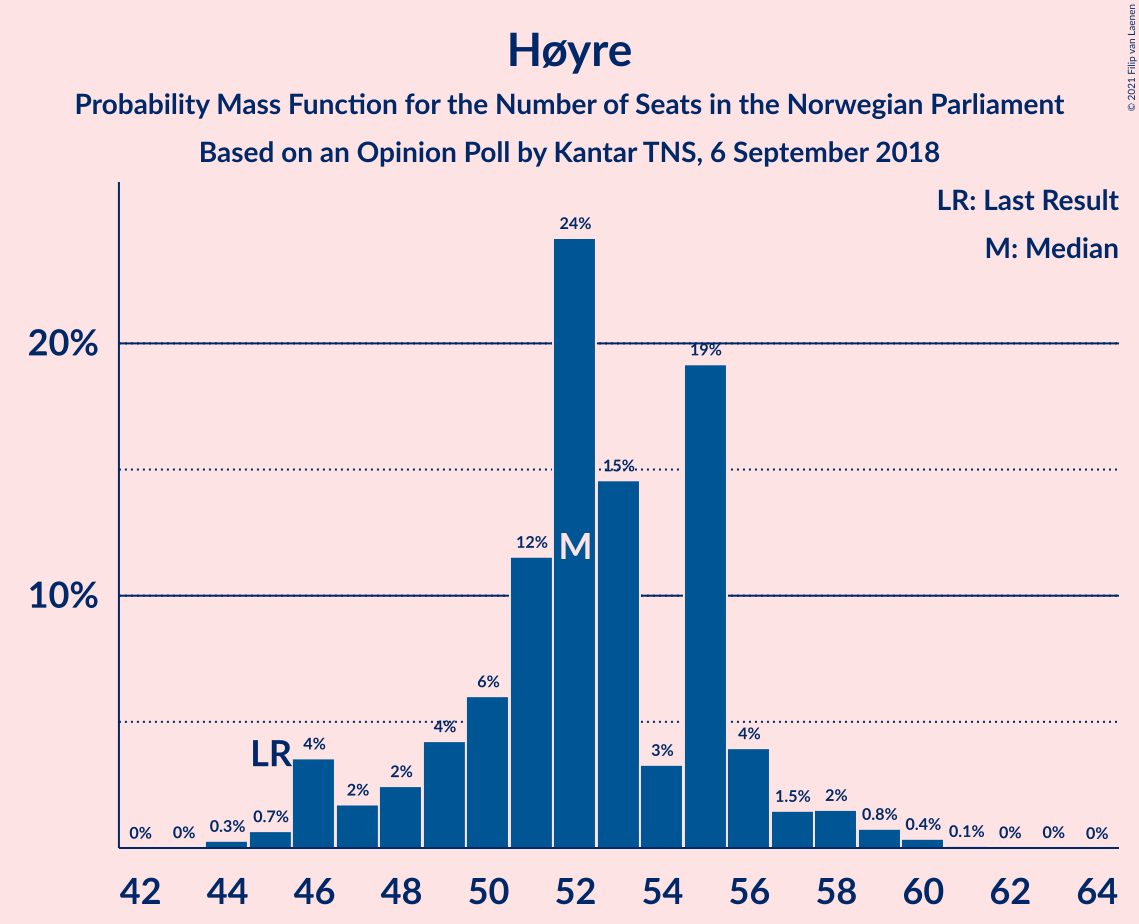 Høyre
Probability Mass Function for the Number of Seats in the Norwegian Parliament
Based on an Opinion Poll by Kantar TNS, 6 September 2018
© 2021 Filip van Laenen
LR: Last Result
M: Median
20%
10%
0%
0%
0.3%
0.7%
LR
4%
2%
2%
4%
6%
12%
24%
M
15%
3%
19%
4%
1.5%
2%
0.8%
0.4%
0.1%
0%
0%
0%
42 44 46 48 50 52 54 56 58 60 62 64